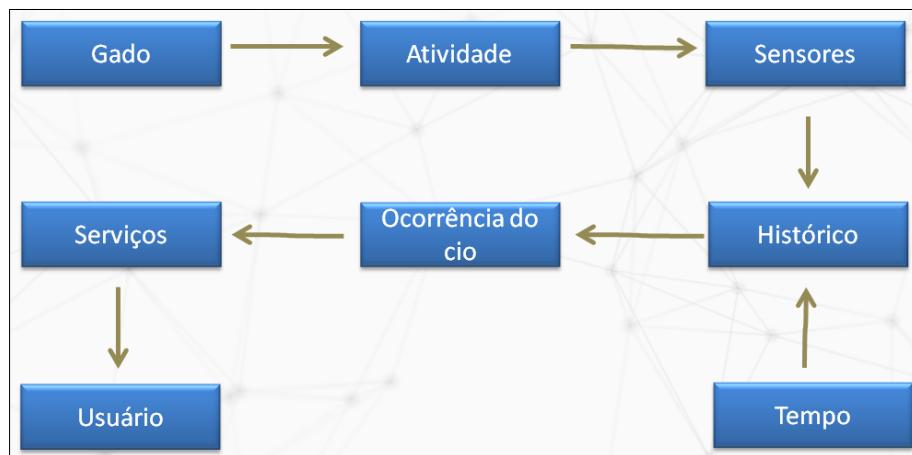 Gado
Atividade
Sensores
Serviços
Ocorrência do
cio
Histórico
Usuário
Tempo